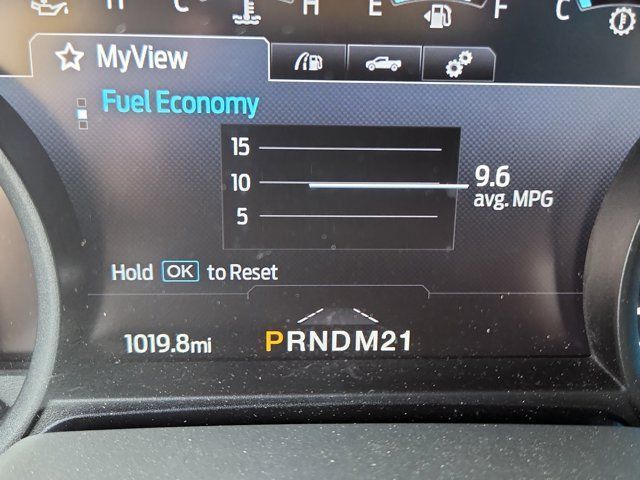 H C H E F C
MyView
Fuel Economy
15
10
5
9.6
avg. MPG
Hold OK to Reset
1019.8mi
PRNDM21